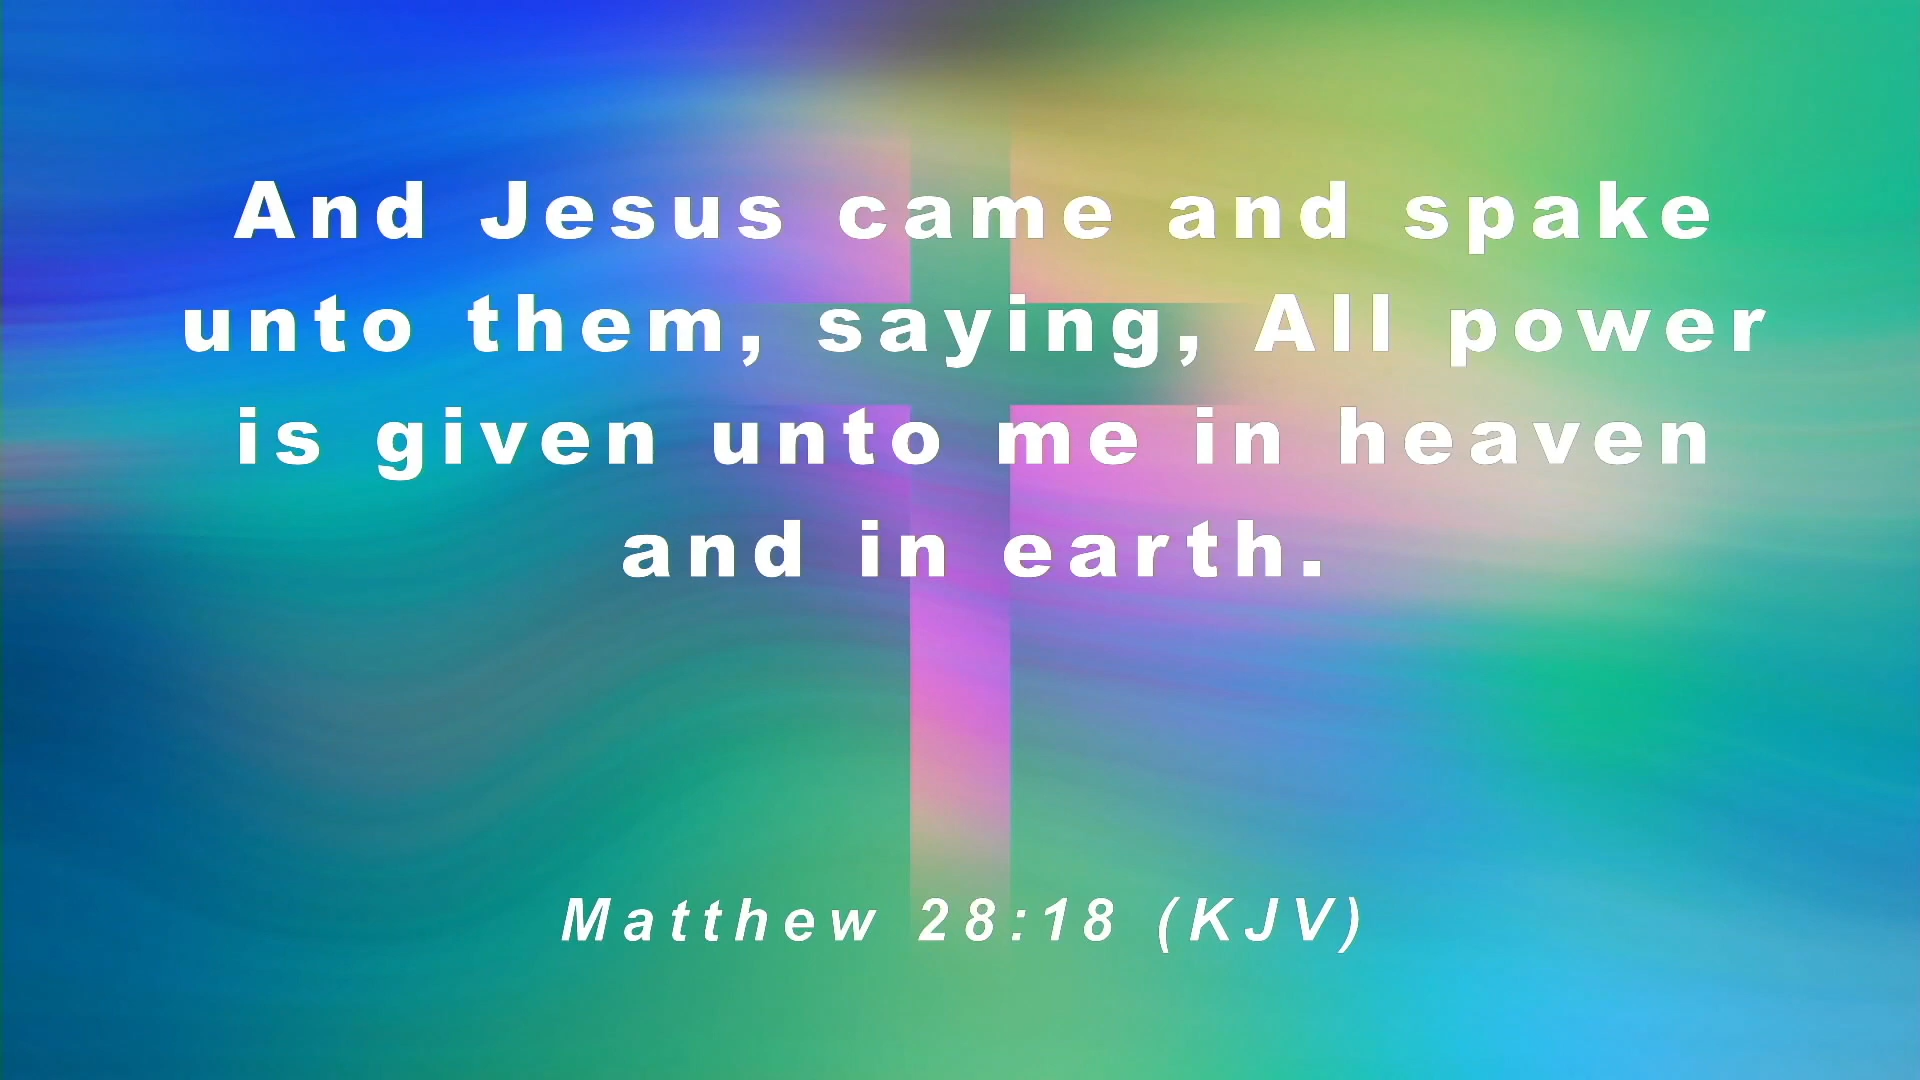 And Jesus came and spake
unto them, saying, All power
is given unto me in heaven
and in earth.
Matthew 28:18 (KJV)